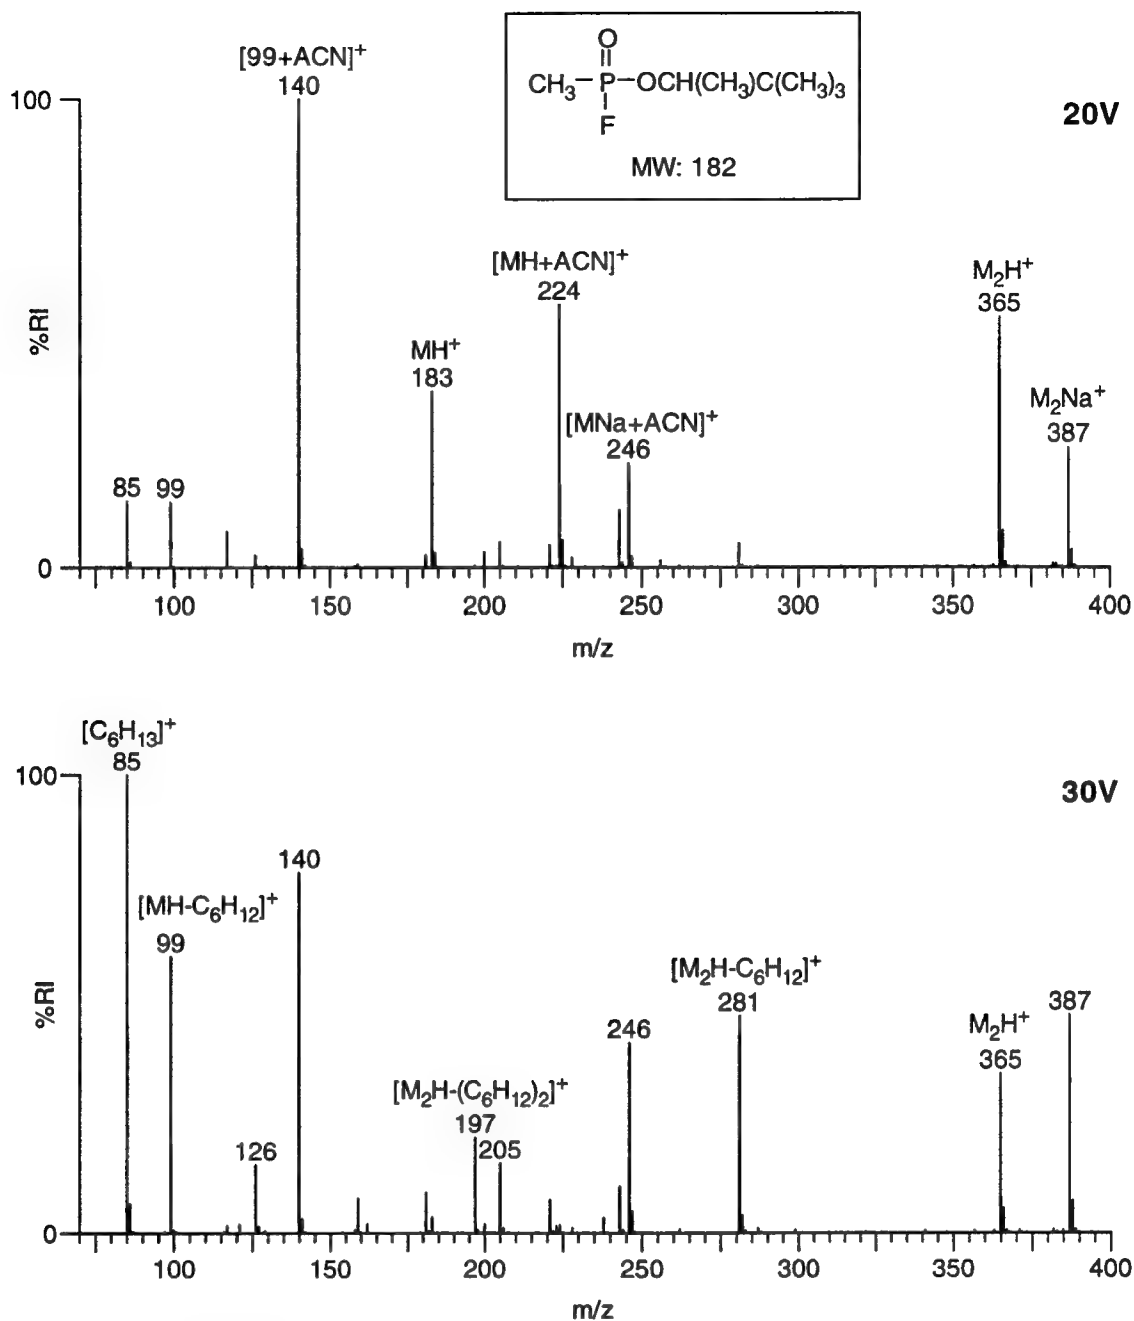 [99+ACN]+
140
100
O
CH3–P–OCH(CH3)C(CH3)3
F
MW: 182
20V
[MH+ACN]+
224
M2H+
365
%RI
MH+
183
[MNa+ACN]+
246
M2Na+
387
85 99
0
100 150 200 250 300 350 400
m/z
[C6H13]+
85
100
30V
140
[MH-C6H12]+
99
[M2H-C6H12]+
281
387
%RI
246
M2H+
365
[M2H-(C6H12)2]+
197
126
205
0
100 150 200 250 300 350 400
m/z